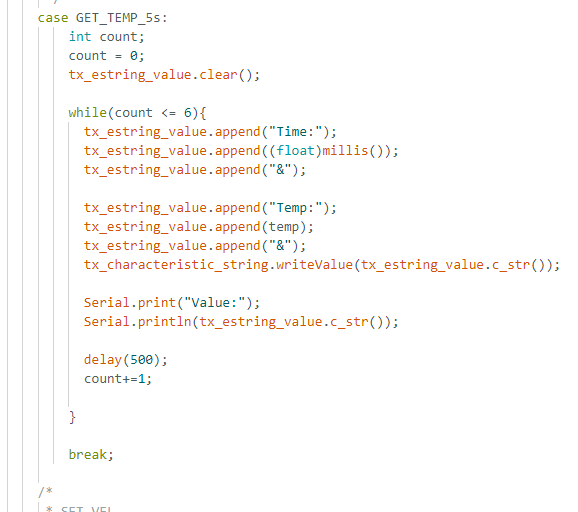 case GET_TEMP_5s:
int count;
count = 0;
tx_estring_value.clear();
while(count <= 6){
tx_estring_value.append("Time:");
tx_estring_value.append((float)millis());
tx_estring_value.append("&");
tx_estring_value.append("Temp:");
tx_estring_value.append(temp);
tx_estring_value.append("&");
tx_characteristic_string.writeValue(tx_estring_value.c_str());
Serial.print("Value:");
Serial.println(tx_estring_value.c_str());
delay(500);
count+=1;
}
break;
/*
* SET_VEL